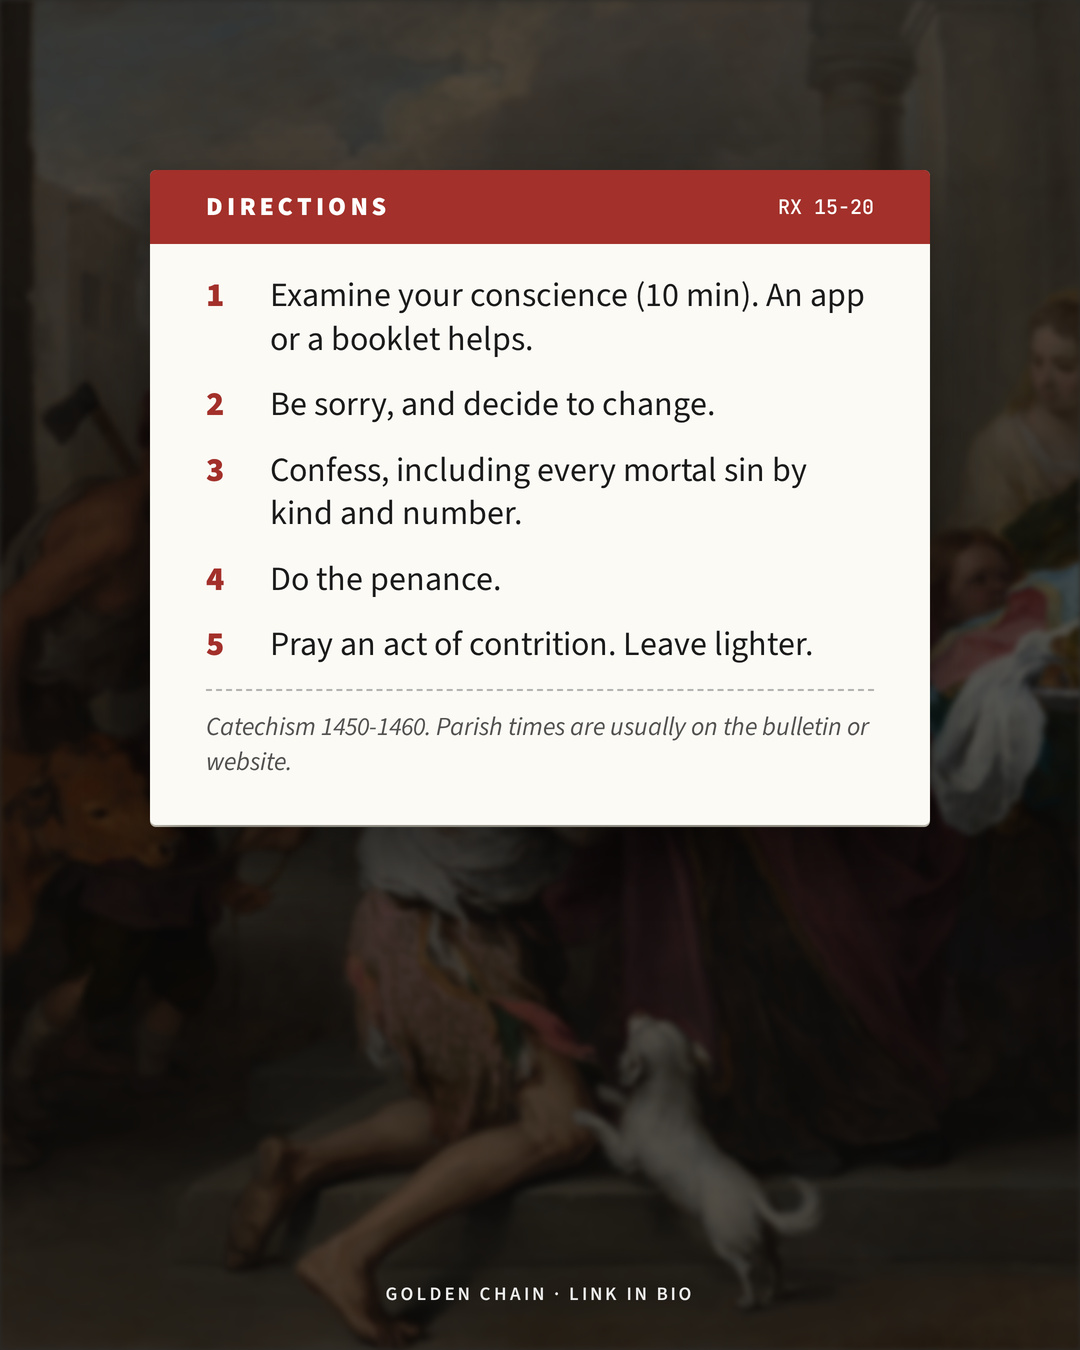 DIRECTIONS
RX 15-20
1 Examine your conscience (10 min). An app
or a booklet helps.
2 Be sorry, and decide to change.
3 Confess, including every mortal sin by
kind and number.
4 Do the penance.
5 Pray an act of contrition. Leave lighter.
Catechism 1450-1460. Parish times are usually on the bulletin or
website.
GOLDEN CHAIN · LINK IN BIO